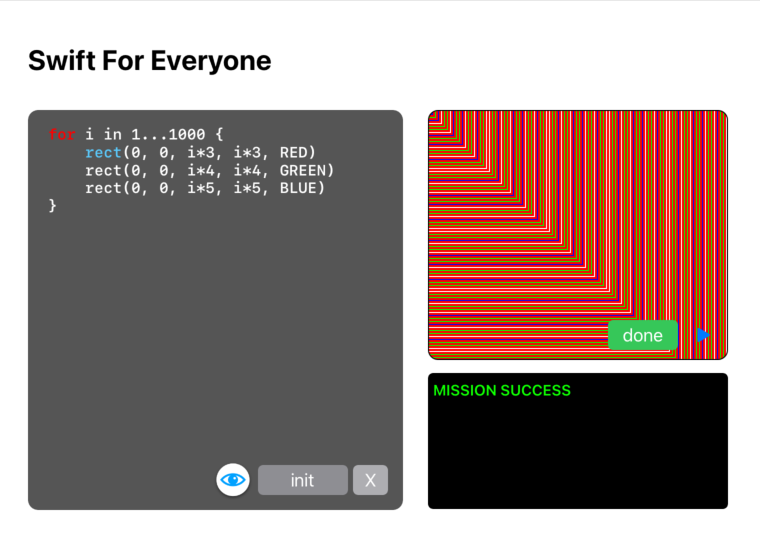 Swift For Everyone
for i in 1...1000 {
rect(0, 0, i*3, i*3, RED)
rect(0, 0, i*4, i*4, GREEN)
rect(0, 0, i*5, i*5, BLUE)
}
init
X
done
MISSION SUCCESS